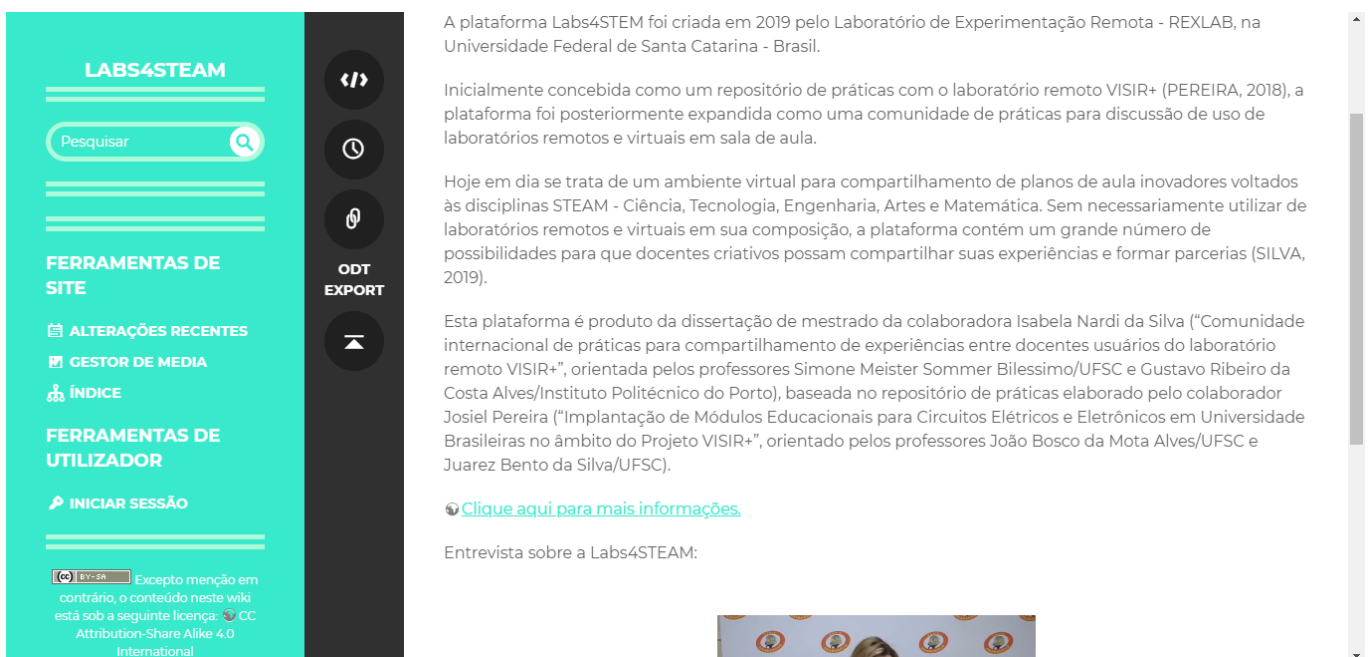 LABS4STEAM
Pesquisar
FERRAMENTAS DE
SITE
ALTERAÇÕES RECENTES
GESTOR DE MEDIA
ÍNDICE
FERRAMENTAS DE
UTILIZADOR
INICIAR SESSÃO
(cc) BY-SA Excepto menção em
contrário, o conteúdo neste wiki
está sob a seguinte licença: CC
Attribution-Share Alike 4.0
International
</>
ODT
EXPORT
A plataforma Labs4STEM foi criada em 2019 pelo Laboratório de Experimentação Remota - REXLAB, na
Universidade Federal de Santa Catarina - Brasil.
Inicialmente concebida como um repositório de práticas com o laboratório remoto VISIR+ (PEREIRA, 2018), a
plataforma foi posteriormente expandida como uma comunidade de práticas para discussão de uso de
laboratórios remotos e virtuais em sala de aula.
Hoje em dia se trata de um ambiente virtual para compartilhamento de planos de aula inovadores voltados
às disciplinas STEAM - Ciência, Tecnologia, Engenharia, Artes e Matemática. Sem necessariamente utilizar de
laboratórios remotos e virtuais em sua composição, a plataforma contém um grande número de
possibilidades para que docentes criativos possam compartilhar suas experiências e formar parcerias (SILVA,
2019).
Esta plataforma é produto da dissertação de mestrado da colaboradora Isabela Nardi da Silva (“Comunidade
internacional de práticas para compartilhamento de experiências entre docentes usuários do laboratório
remoto VISIR+”, orientada pelos professores Simone Meister Sommer Bilessimo/UFSC e Gustavo Ribeiro da
Costa Alves/Instituto Politécnico do Porto), baseada no repositório de práticas elaborado pelo colaborador
Josiel Pereira (“Implantação de Módulos Educacionais para Circuitos Elétricos e Eletrônicos em Universidade
Brasileiras no âmbito do Projeto VISIR+”, orientado pelos professores João Bosco da Mota Alves/UFSC e
Juarez Bento da Silva/UFSC).
Clique aqui para mais informações.
Entrevista sobre a Labs4STEAM: